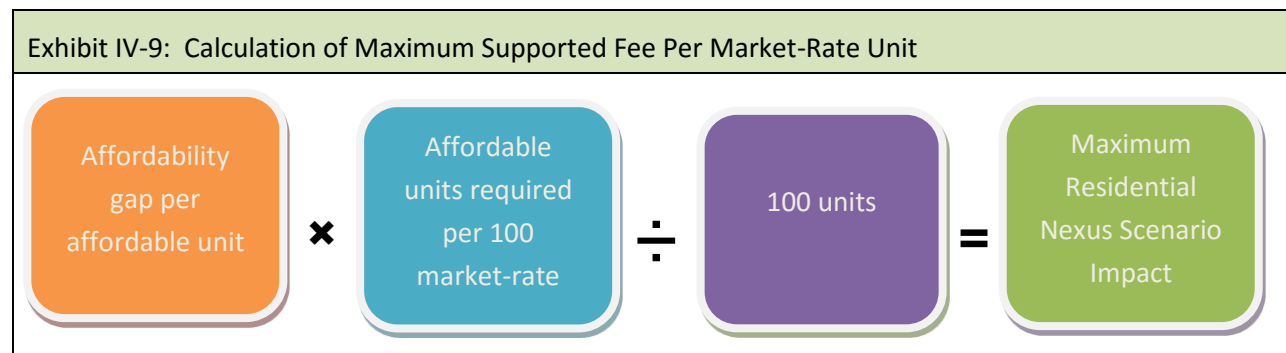 Exhibit IV-9:  Calculation of Maximum Supported Fee Per Market-Rate Unit
Affordability
gap per
affordable unit
×
Affordable
units required
per 100
market-rate
÷
100 units
=
Maximum
Residential
Nexus Scenario
Impact